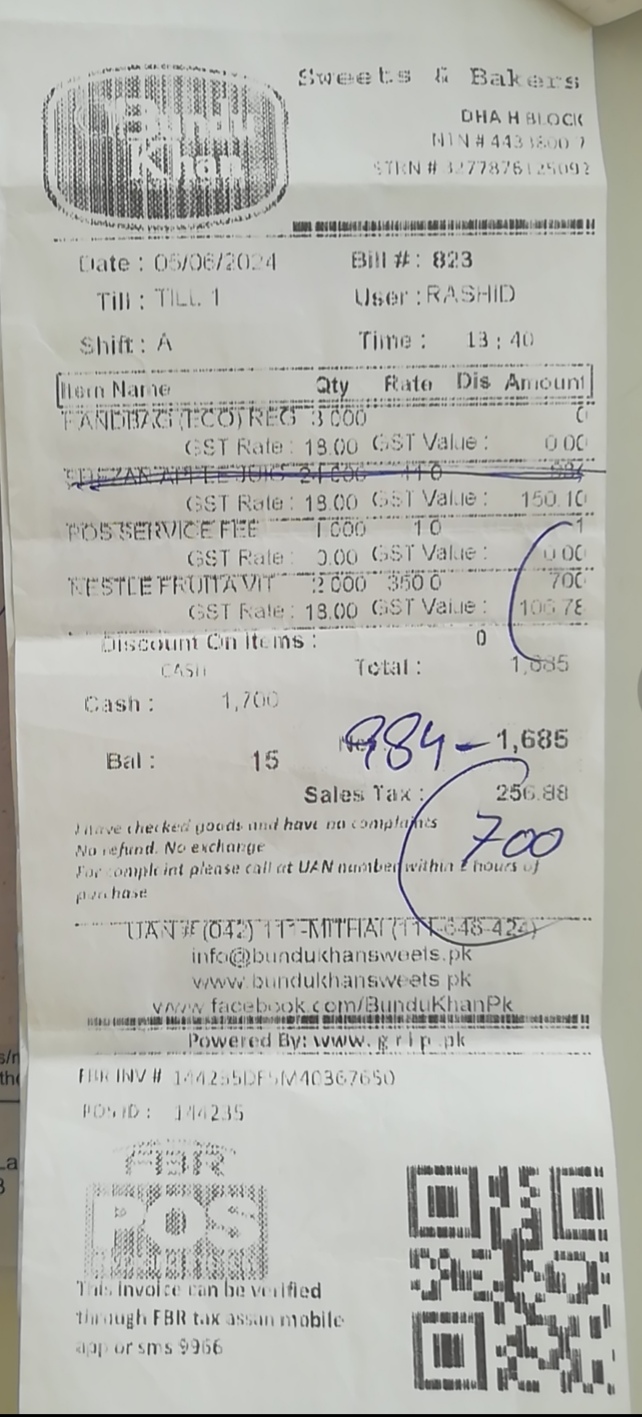 Bundu
Khan
Sweets & Bakers
DHA H BLOCK
NTN # 4433800 7
STRN # 3277876125092
Date : 05/06/2024 Bill #: 823
Till : TILL 1 User : RASHID
Shift : A Time : 13 : 40
Item Name Qty Rate Dis Amount
HANDBAG (ECO) REG 3.000 0
GST Rate : 18.00 GST Value : 0.00
SHEZAN APPLE JUIC 24.000 41.0 984
GST Rate : 18.00 GST Value : 150.10
POS SERVICE FEE 1.000 1.0 1
GST Rate : 0.00 GST Value : 0.00
NESTLE FRUITA VIT 2.000 350.0 700
GST Rate : 18.00 GST Value : 106.78
Discount On Items : 0
CASH Total : 1,685
Cash : 1,700
984 - 1,685
Bal : 15
Sales Tax : 256.88
700
I have checked goods and have no complaints
No refund. No exchange
For complaint please call at UAN number within 2 hours of
purchase
UAN # (042) 111-MITHAI (111-648-424)
info@bundukhansweets.pk
www.bundukhansweets.pk
www.facebook.com/BunduKhanPk
Powered By: www. g r i p .pk
FBR INV # 144235DF5M40367650
POS ID : 144235
FBR
POS
This invoice can be verified
through FBR tax assan mobile
app or sms 9966